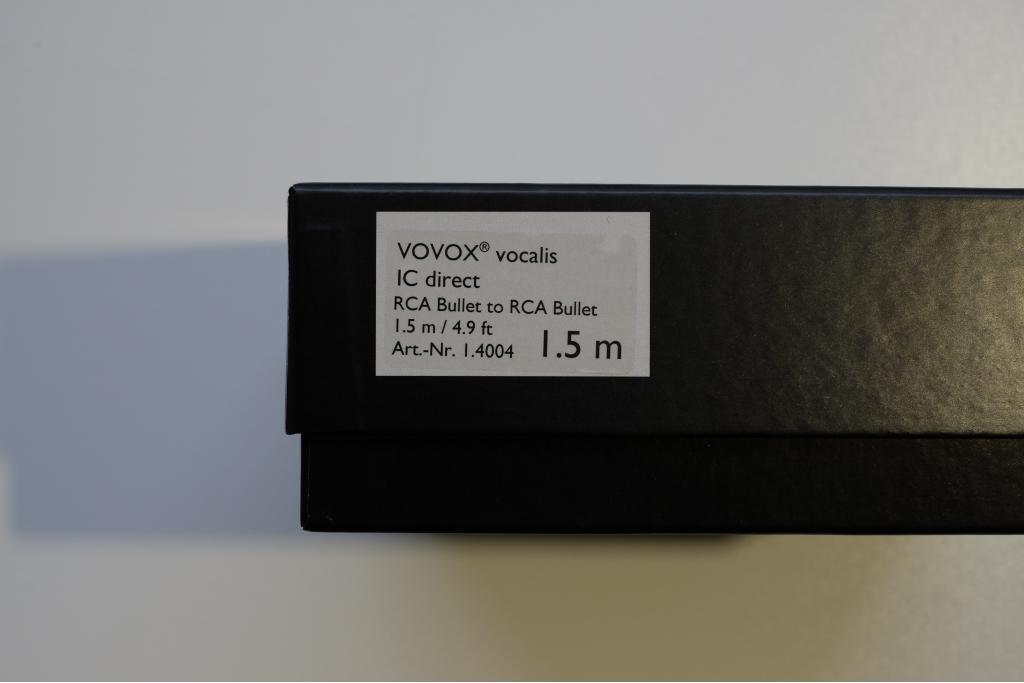 VOVOX® vocalis
IC direct
RCA Bullet to RCA Bullet
1.5 m / 4.9 ft
Art.-Nr. 1.4004
1.5 m